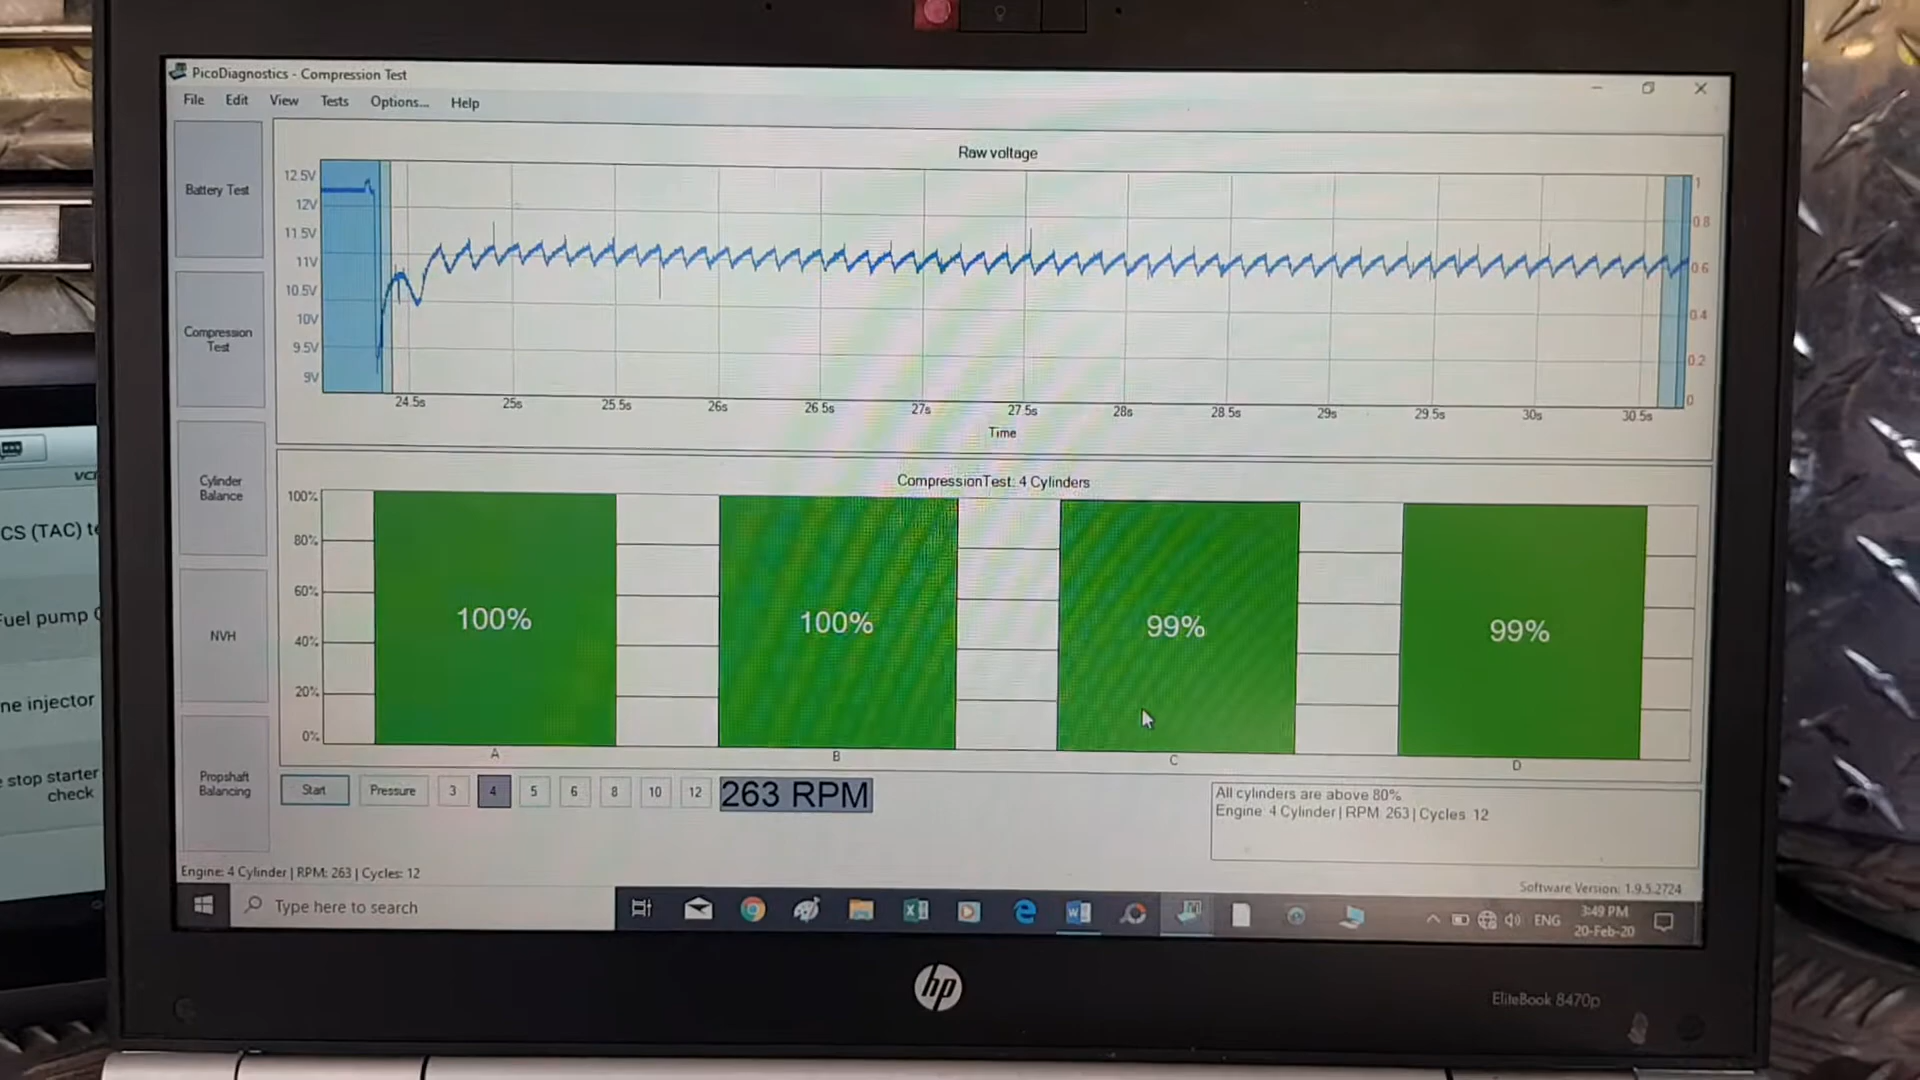 PicoDiagnostics - Compression Test
File Edit View Tests Options... Help
Battery Test
Compression Test
Cylinder Balance
NVH
Propshaft Balancing
Raw voltage
12.5V
12V
11.5V
11V
10.5V
10V
9.5V
9V
1
0.8
0.6
0.4
0.2
0
24.5s 25s 25.5s 26s 26.5s 27s 27.5s 28s 28.5s 29s 29.5s 30s 30.5s
Time
CompressionTest: 4 Cylinders
100%
80%
60%
40%
20%
0%
100% 100% 99% 99%
A B C D
Start Pressure 3 4 5 6 8 10 12 263 RPM
All cylinders are above 80%
Engine: 4 Cylinder | RPM: 263 | Cycles: 12
Engine: 4 Cylinder | RPM: 263 | Cycles: 12
Software Version: 1.9.5.2724
Type here to search
ENG
3:49 PM
20-Feb-20
hp
EliteBook 8470p
CS (TAC)
injector
stop starter
check